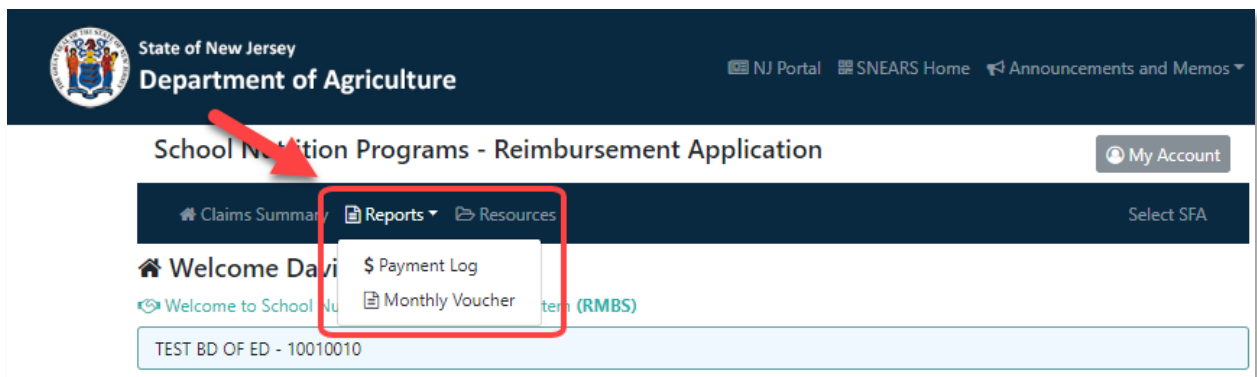 State of New Jersey
Department of Agriculture
NJ Portal SNEARS Home Announcements and Memos
School Nutrition Programs - Reimbursement Application
My Account
Claims Summary Reports Resources Select SFA
Welcome Davi
$ Payment Log
Welcome to School Nu tem (RMBS)
Monthly Voucher
TEST BD OF ED - 10010010